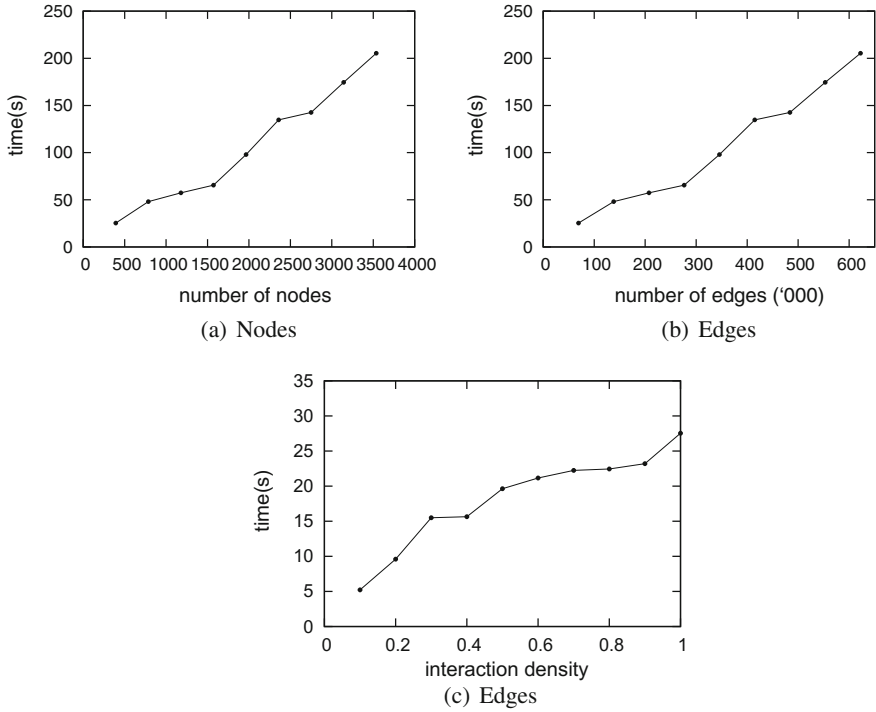 250
200
150
100
50
0
time(s)
0 500 1000 1500 2000 2500 3000 3500 4000
number of nodes
(a) Nodes
250
200
150
100
50
0
time(s)
0 100 200 300 400 500 600
number of edges (‘000)
(b) Edges
35
30
25
20
15
10
5
0
time(s)
0 0.2 0.4 0.6 0.8 1
interaction density
(c) Edges